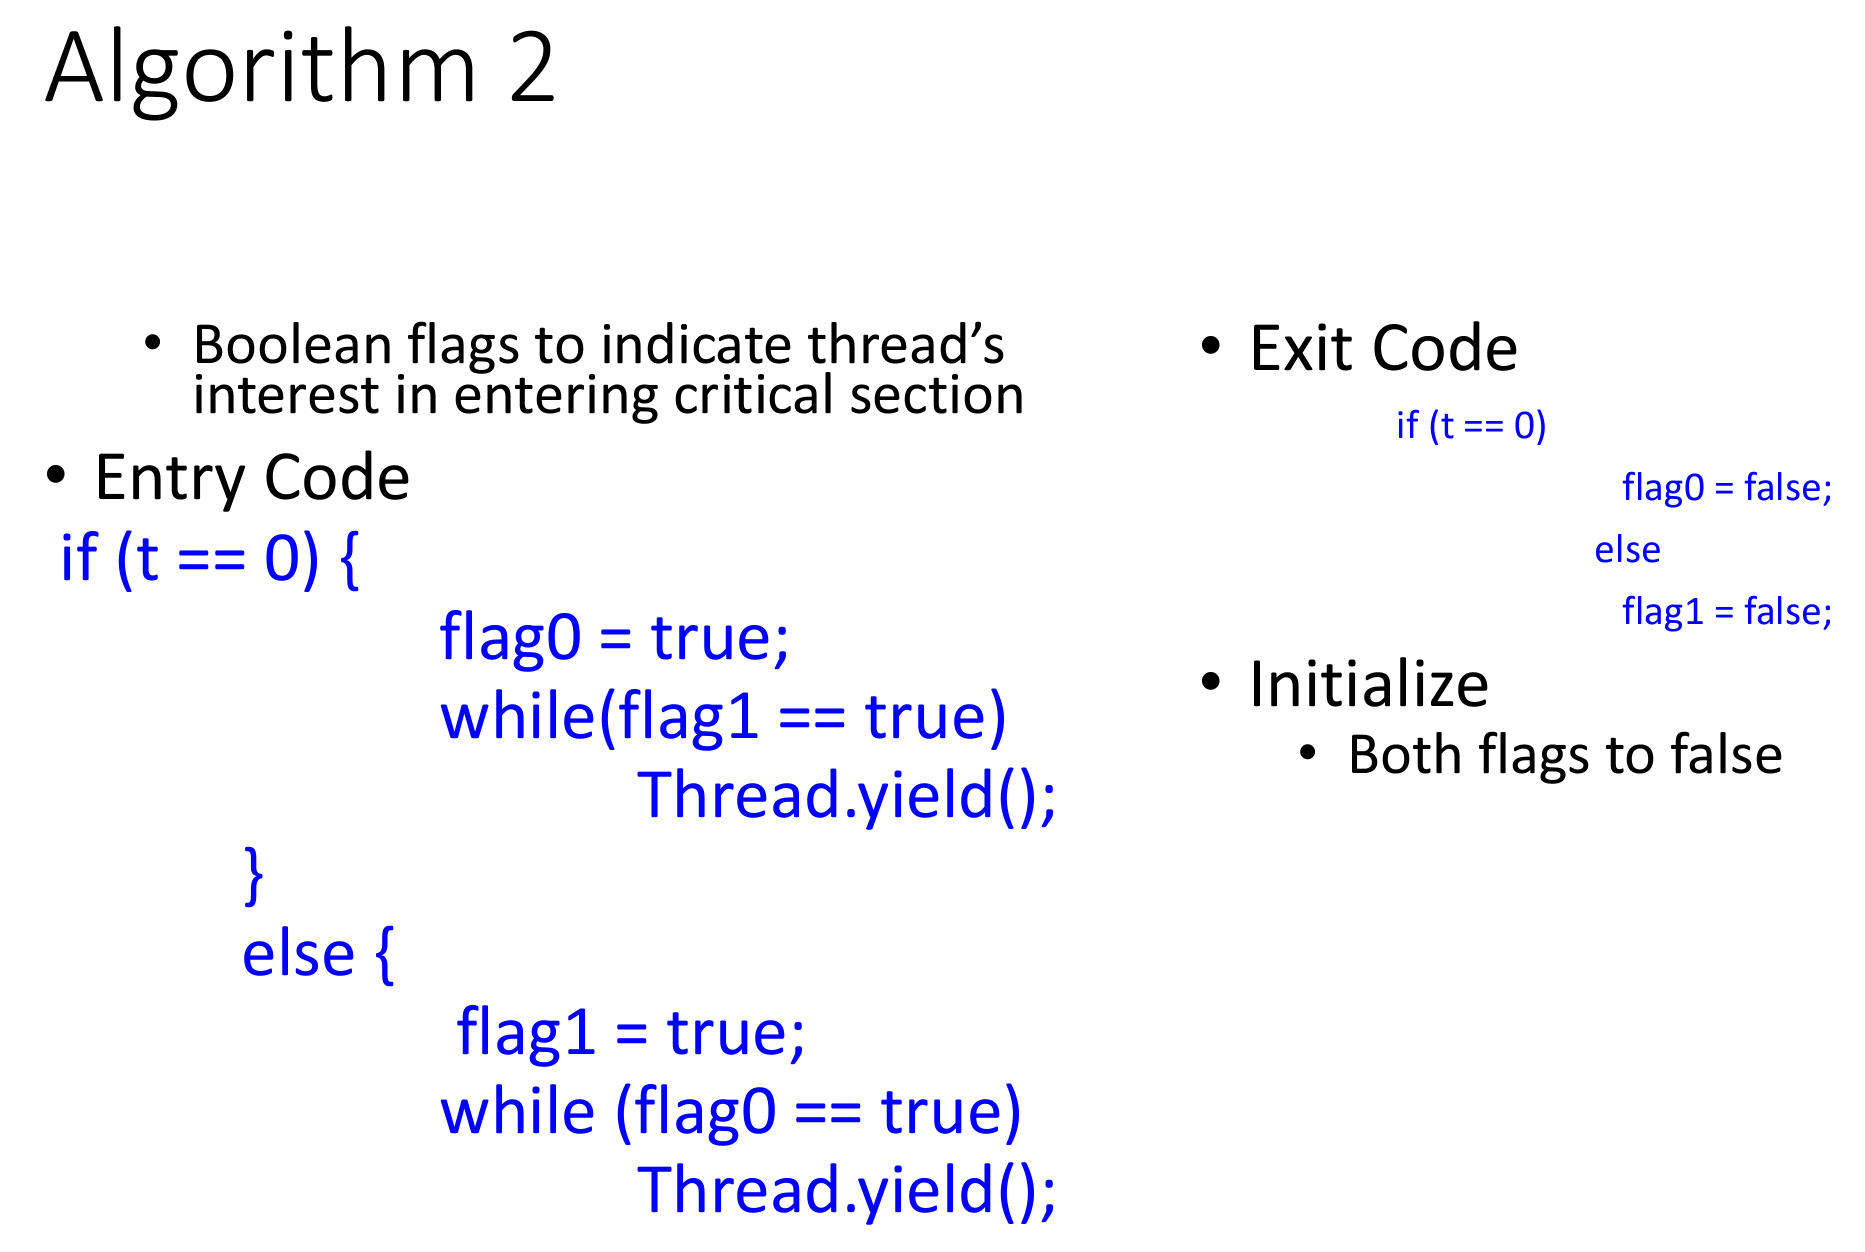 Algorithm 2
• Boolean flags to indicate thread’s
interest in entering critical section
• Entry Code
if (t == 0) {
flag0 = true;
while(flag1 == true)
Thread.yield();
}
else {
flag1 = true;
while (flag0 == true)
Thread.yield();
• Exit Code
if (t == 0)
flag0 = false;
else
flag1 = false;
• Initialize
• Both flags to false